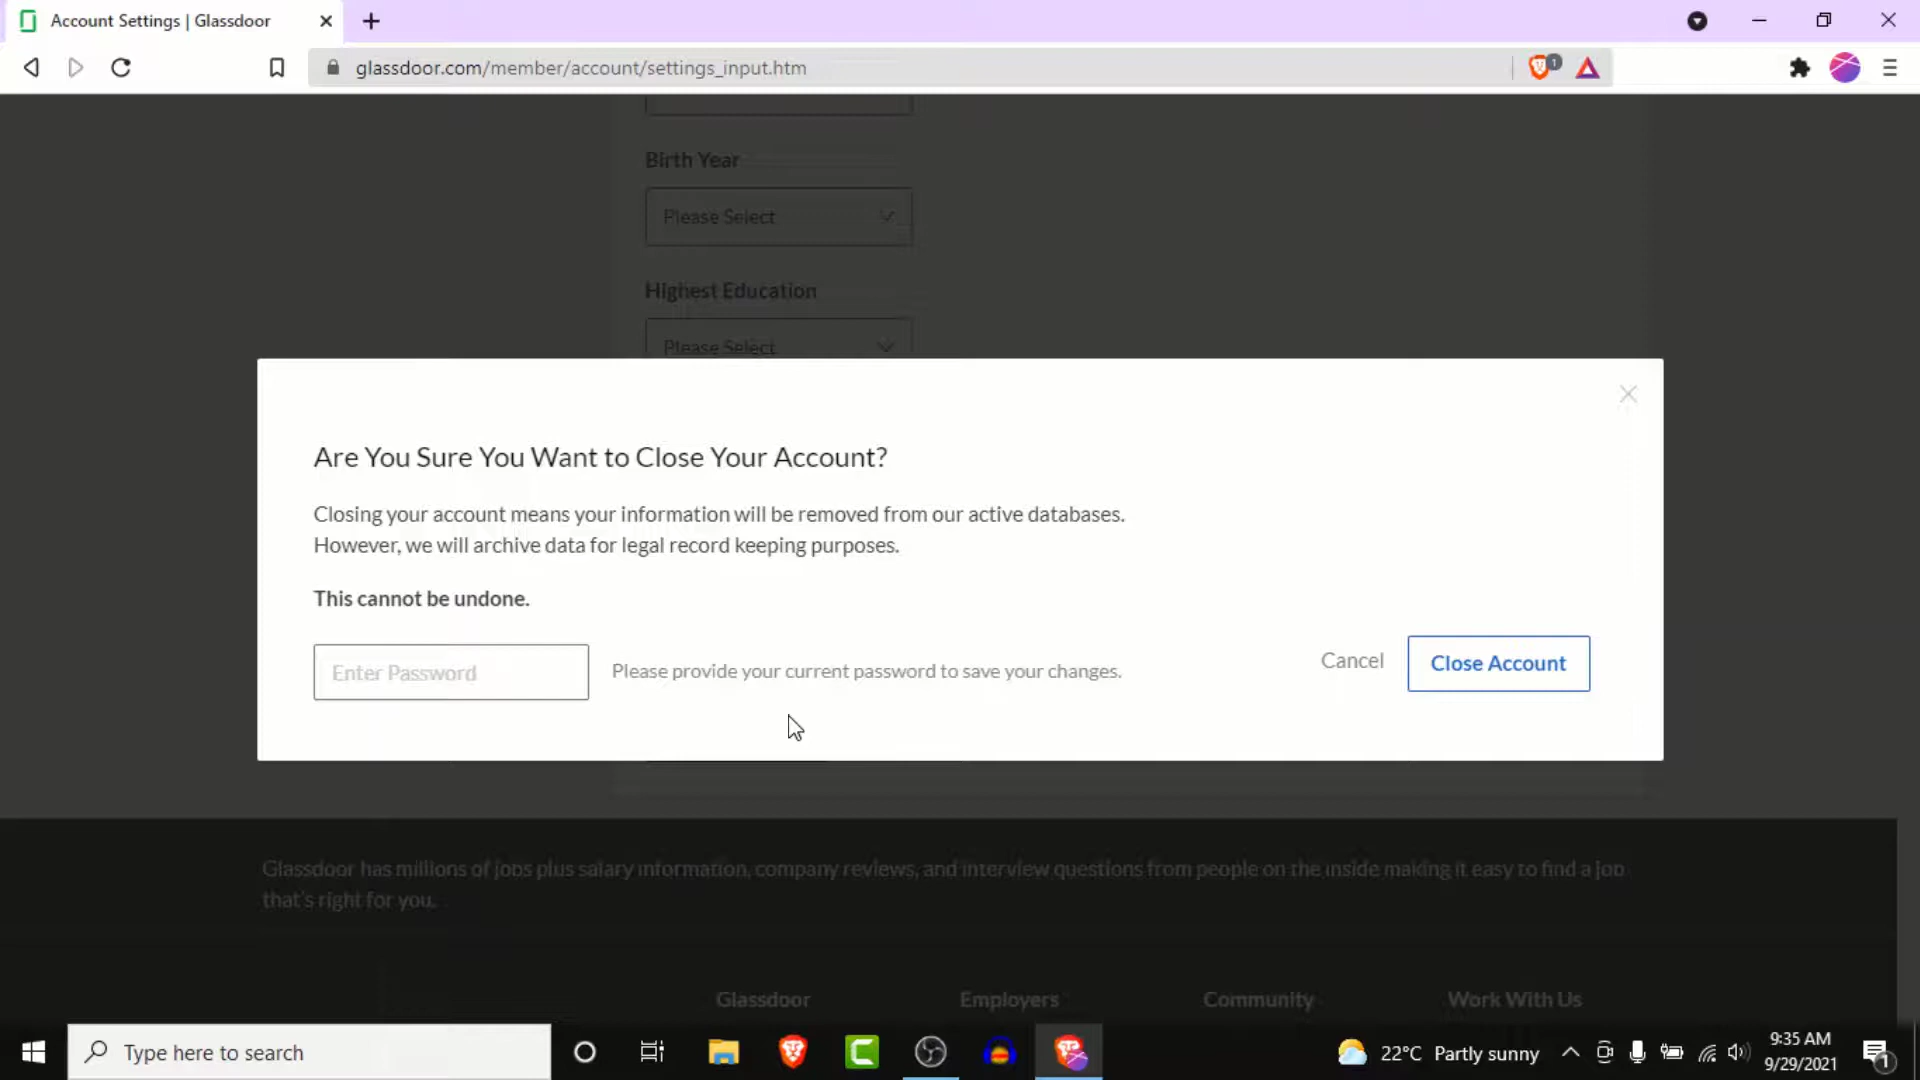 Account Settings | Glassdoor
glassdoor.com/member/account/settings_input.htm
1
Birth Year
Please Select
Highest Education
Please Select
Are You Sure You Want to Close Your Account?
Closing your account means your information will be removed from our active databases.
However, we will archive data for legal record keeping purposes.
This cannot be undone.
Enter Password
Please provide your current password to save your changes.
Cancel
Close Account
Glassdoor has millions of jobs plus salary information, company reviews, and interview questions from people on the inside making it easy to find a job
that's right for you.
Glassdoor
Employers
Community
Work With Us
Type here to search
22°C Partly sunny
9:35 AM
9/29/2021
1